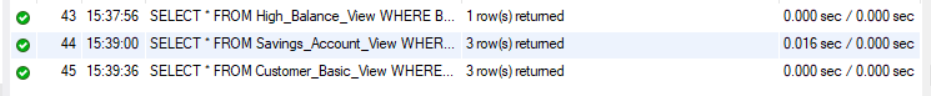 43 15:37:56 SELECT * FROM High_Balance_View WHERE B... 1 row(s) returned 0.000 sec / 0.000 sec
44 15:39:00 SELECT * FROM Savings_Account_View WHER... 3 row(s) returned 0.016 sec / 0.000 sec
45 15:39:36 SELECT * FROM Customer_Basic_View WHERE... 3 row(s) returned 0.000 sec / 0.000 sec